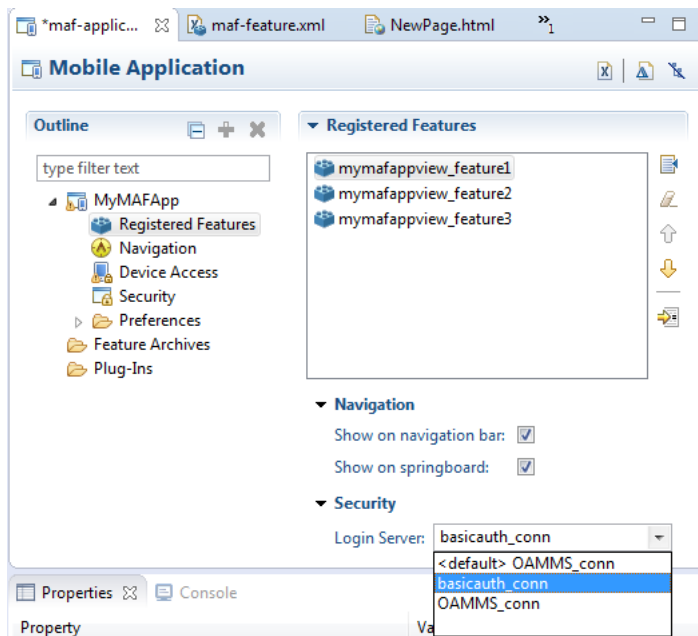 *maf-applic...
maf-feature.xml
NewPage.html
»1
Mobile Application
Outline
type filter text
MyMAFApp
Registered Features
Navigation
Device Access
Security
Preferences
Feature Archives
Plug-Ins
Registered Features
mymafappview_feature1
mymafappview_feature2
mymafappview_feature3
Navigation
Show on navigation bar:
Show on springboard:
Security
Login Server: basicauth_conn
<default> OAMMS_conn
basicauth_conn
OAMMS_conn
Properties
Console
Property
Va